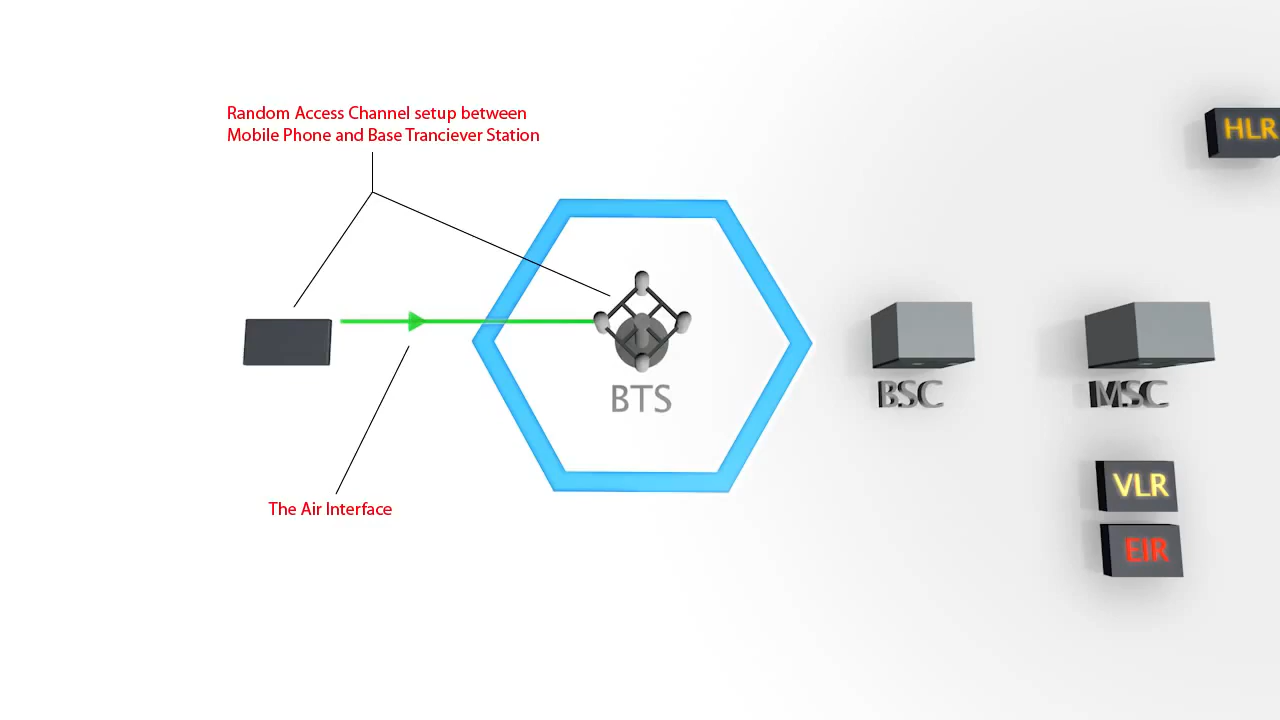 Random Access Channel setup between
Mobile Phone and Base Tranciever Station
HLR
BTS
BSC
MSC
VLR
The Air Interface
EIR